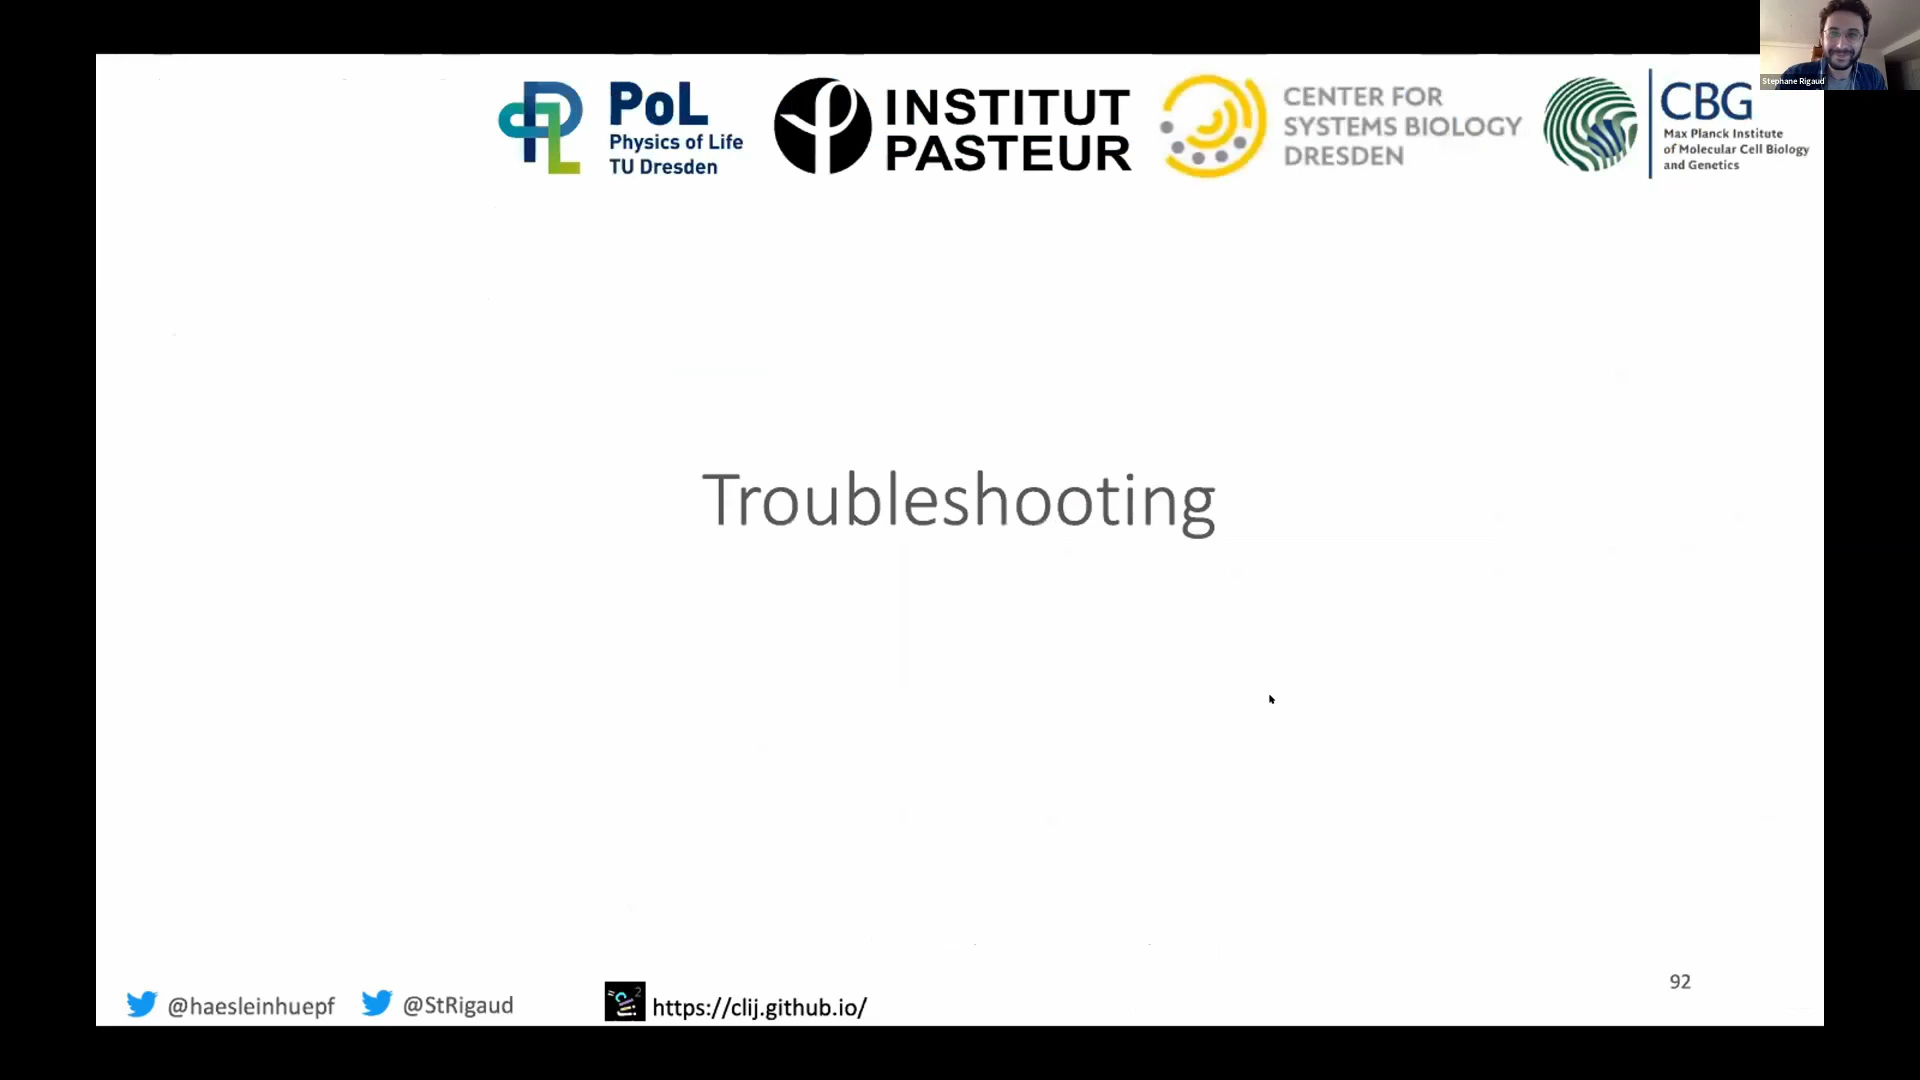 Stephane Rigaud
PoL
Physics of Life
TU Dresden
INSTITUT
PASTEUR
CENTER FOR
SYSTEMS BIOLOGY
DRESDEN
CBG
Max Planck Institute
of Molecular Cell Biology
and Genetics
Troubleshooting
92
@haesleinhuepf
@StRigaud
https://clij.github.io/